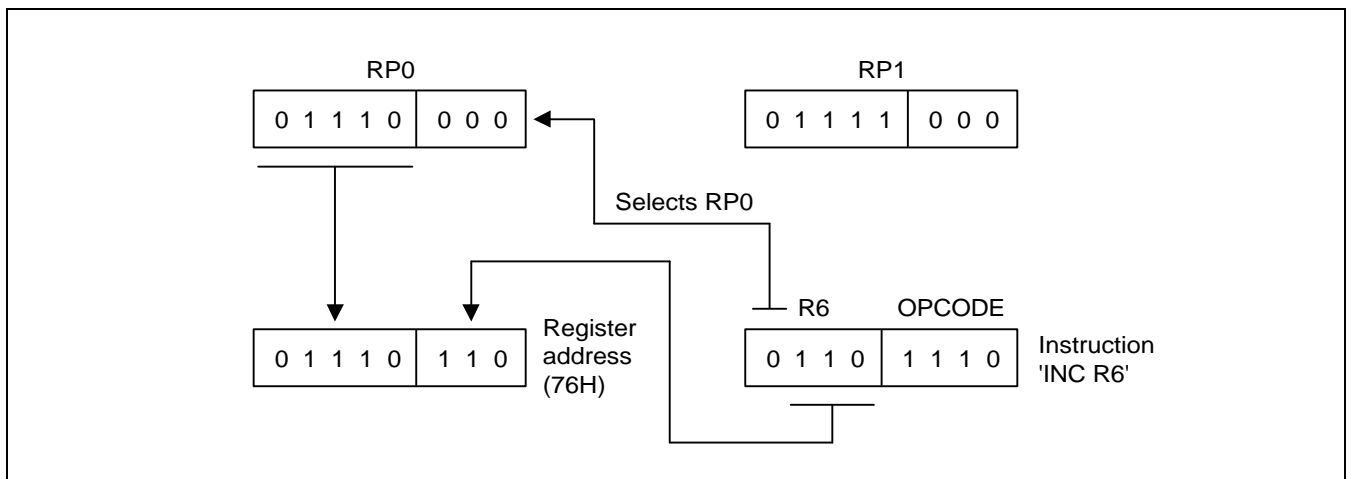 RP0
RP1
0 1 1 1 0 0 0 0
0 1 1 1 1 0 0 0
Selects RP0
R6 OPCODE
0 1 1 1 0 1 1 0
Register
address
(76H)
0 1 1 0 1 1 1 0
Instruction
'INC R6'